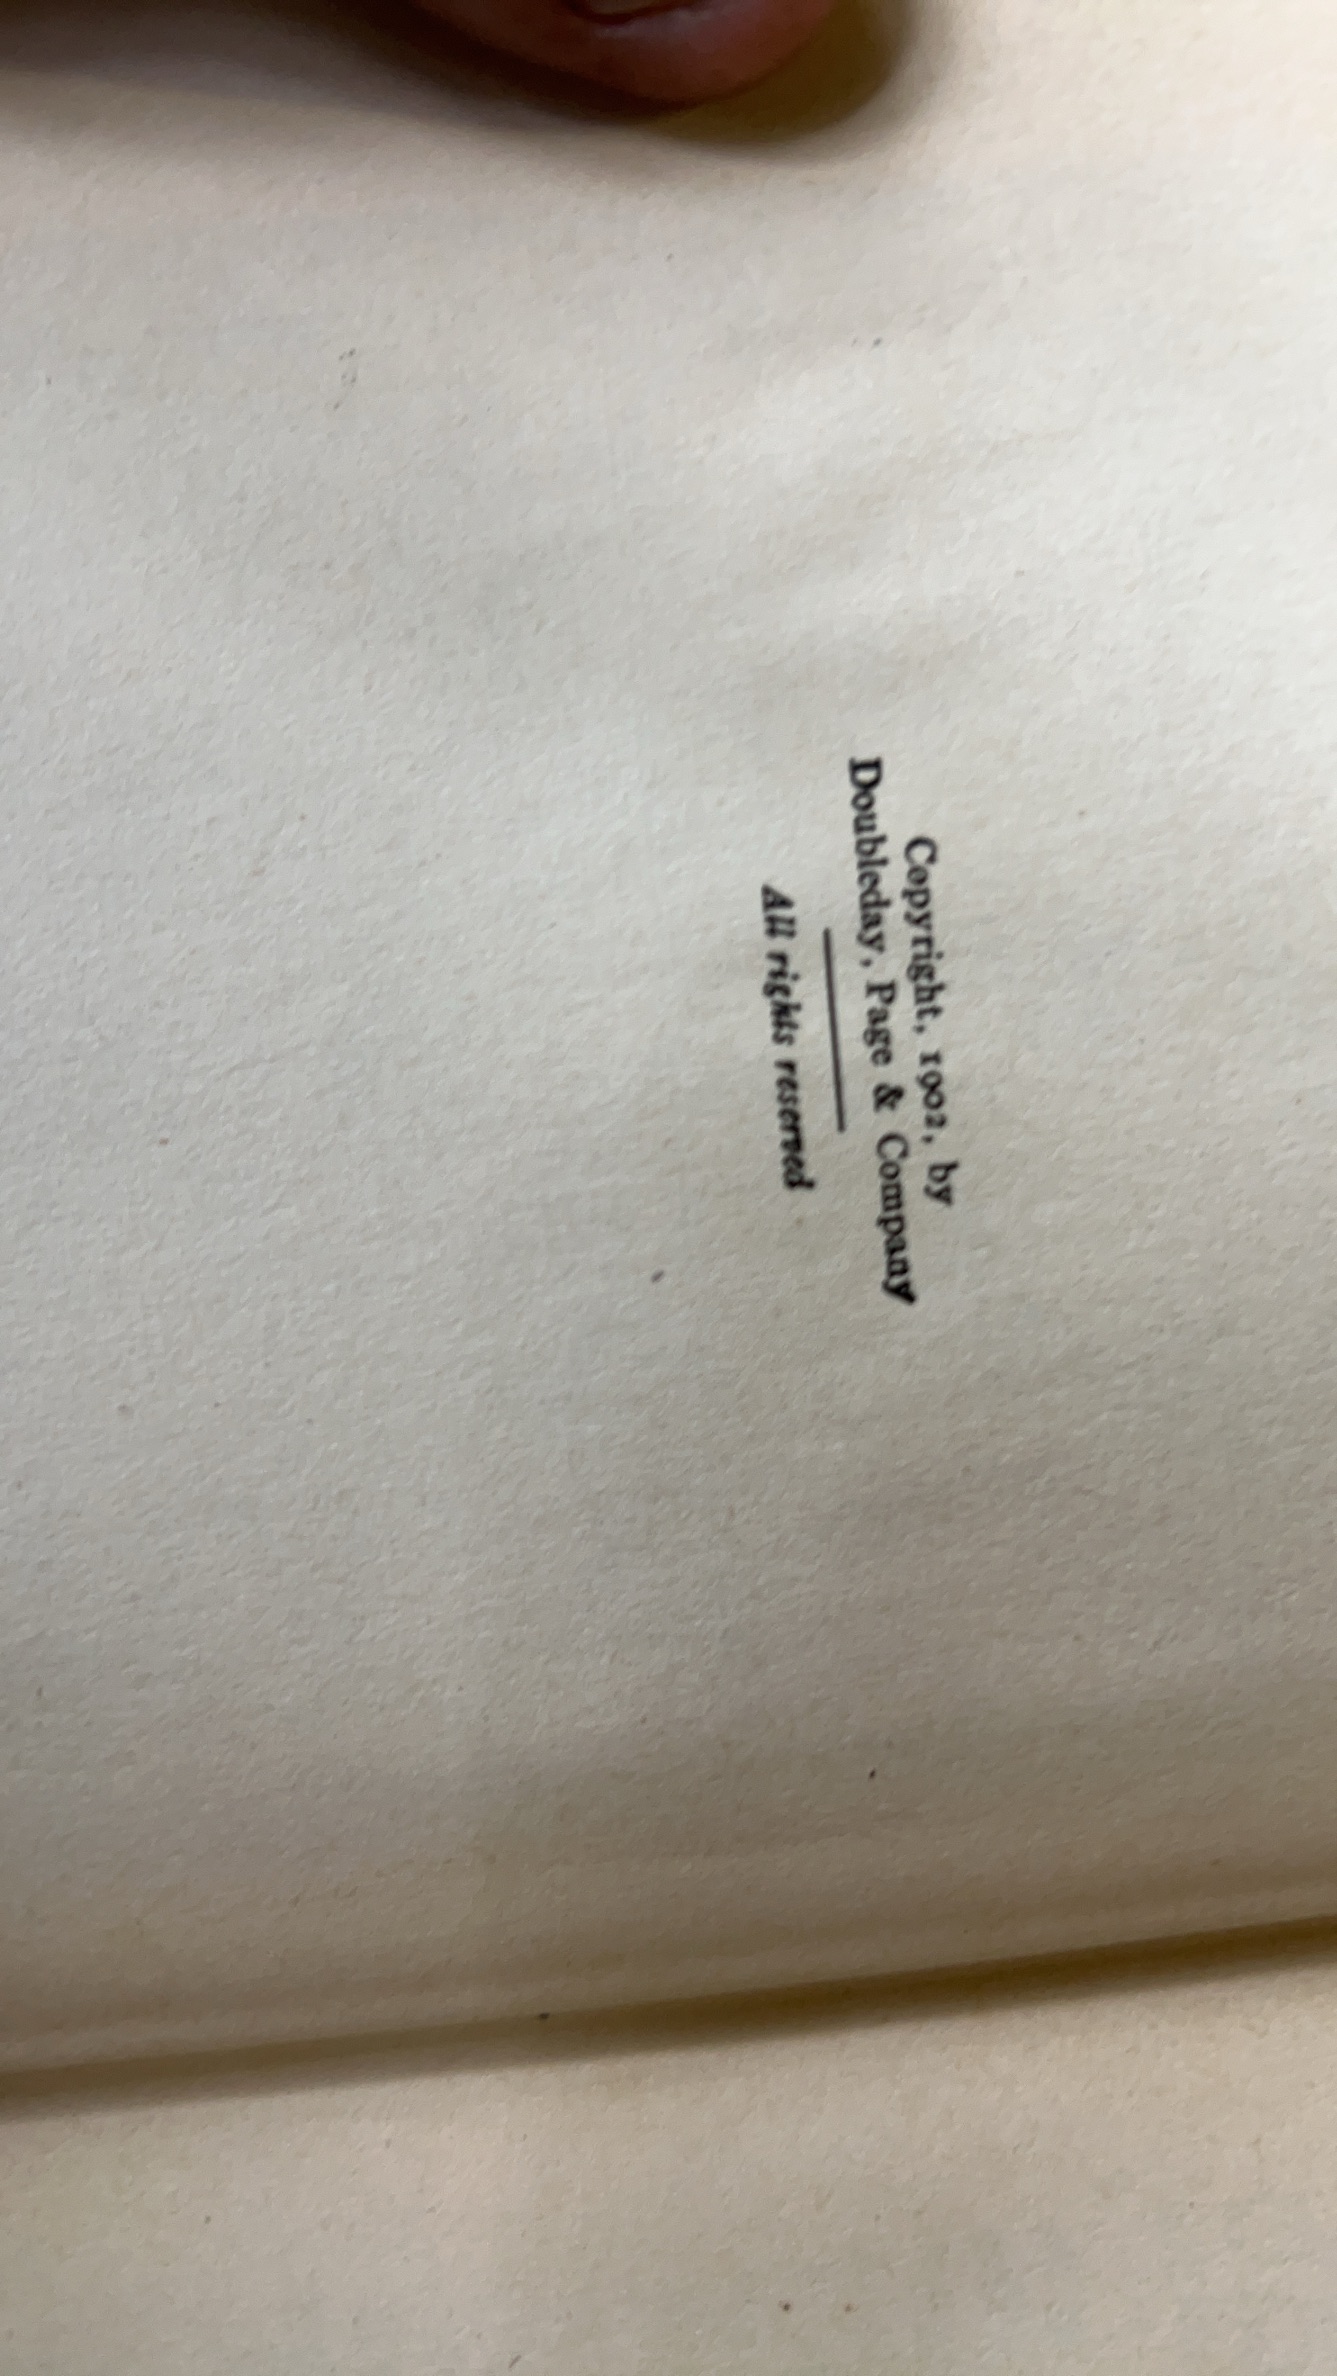 Copyright, 1902, by
Doubleday, Page & Company
All rights reserved